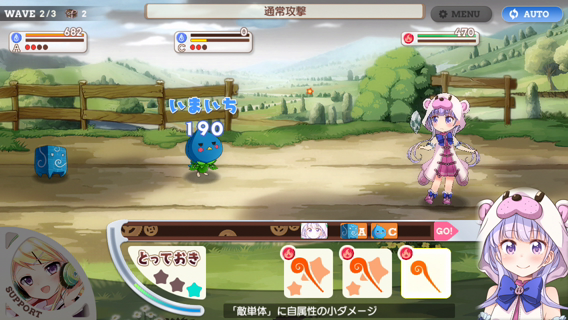 WAVE 2/3 2
通常攻撃
MENU
AUTO
682
A
0
C
470
いまいち
190
A C GO!
とっておき
SUPPORT
「敵単体」に自属性の小ダメージ